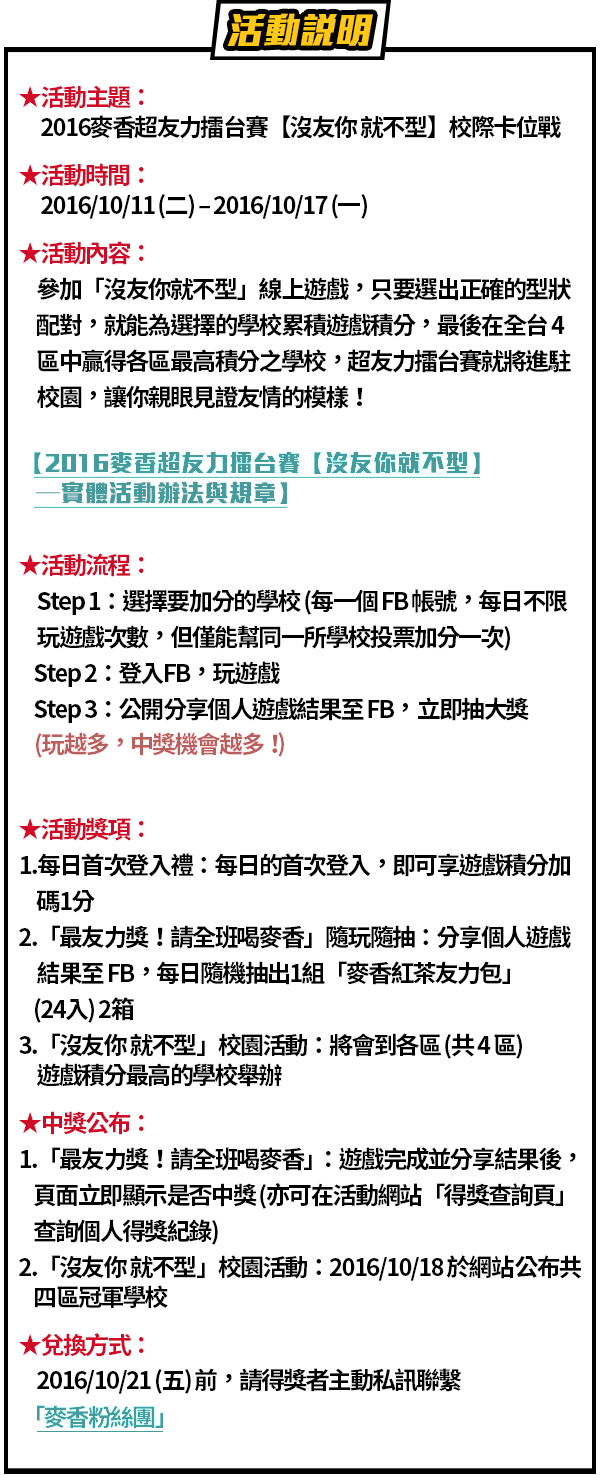 活動說明
★活動主題：
2016麥香超友力擂台賽【沒友你 就不型】校際卡位戰
★活動時間：
2016/10/11 (二) – 2016/10/17 (一)
★活動內容：
參加「沒友你就不型」線上遊戲，只要選出正確的型狀
配對，就能為選擇的學校累積遊戲積分，最後在全台 4
區中贏得各區最高積分之學校，超友力擂台賽就將進駐
校園，讓你親眼見證友情的模樣！
【2016麥香超友力擂台賽【沒友你就不型】
—實體活動辦法與規章】
★活動流程：
Step 1：選擇要加分的學校 (每一個 FB 帳號，每日不限
玩遊戲次數，但僅能幫同一所學校投票加分一次)
Step 2：登入FB，玩遊戲
Step 3：公開分享個人遊戲結果至 FB， 立即抽大獎
(玩越多，中獎機會越多！)
★活動獎項：
1.每日首次登入禮：每日的首次登入，即可享遊戲積分加
碼1分
2.「最友力獎！請全班喝麥香」隨玩隨抽：分享個人遊戲
結果至 FB，每日隨機抽出1組「麥香紅茶友力包」
(24入) 2箱
3.「沒友你 就不型」校園活動：將會到各區 (共 4 區)
遊戲積分最高的學校舉辦
★中獎公布：
1.「最友力獎！請全班喝麥香」：遊戲完成並分享結果後，
頁面立即顯示是否中獎 (亦可在活動網站「得獎查詢頁」
查詢個人得獎紀錄)
2.「沒友你 就不型」校園活動：2016/10/18 於網站公布共
四區冠軍學校
★兌換方式：
2016/10/21 (五) 前，請得獎者主動私訊聯繫
「麥香粉絲團」